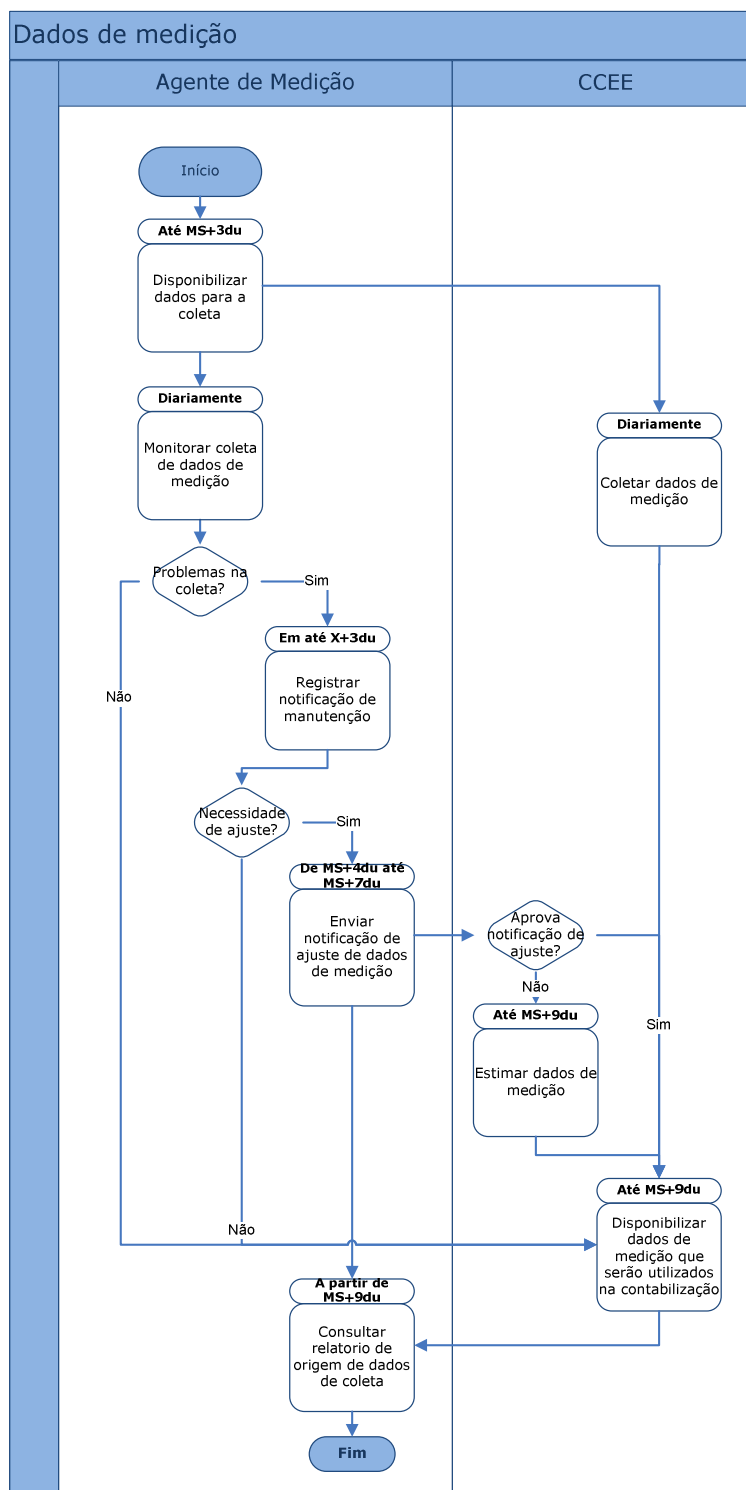 Dados de medição
Agente de Medição
CCEE
Início
Até MS+3du
Disponibilizar
dados para a
coleta
Diariamente
Monitorar coleta
de dados de
medição
Diariamente
Coletar dados de
medição
Problemas na
coleta?
Sim
Em até X+3du
Registrar
notificação de
manutenção
Não
Necessidade
de ajuste?
Sim
De MS+4du até
MS+7du
Enviar
notificação de
ajuste de dados
de medição
Aprova
notificação de
ajuste?
Não
Sim
Até MS+9du
Estimar dados de
medição
Até MS+9du
Disponibilizar
dados de
medição que
serão utilizados
na contabilização
Não
A partir de
MS+9du
Consultar
relatorio de
origem de dados
de coleta
Fim